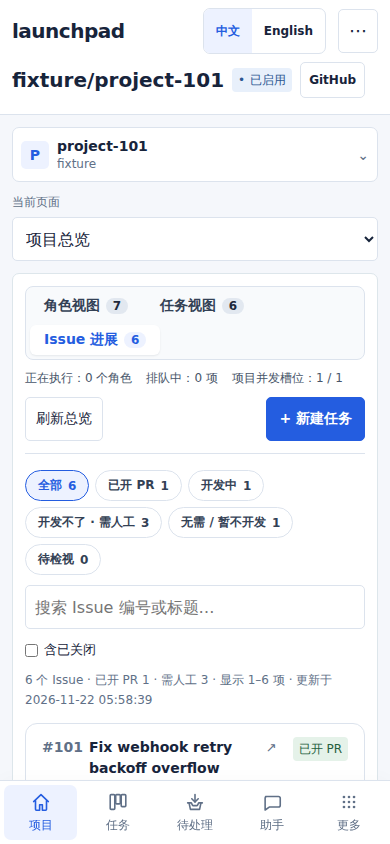 launchpad
中文 English ···
fixture/project-101 • 已启用 GitHub
P project-101
fixture
当前页面
项目总览
角色视图 7 任务视图 6
Issue 进展 6
正在执行：0 个角色 排队中：0 项 项目并发槽位：1 / 1
刷新总览 + 新建任务
全部 6 已开 PR 1 开发中 1
开发不了 · 需人工 3 无需 / 暂不开发 1
待检视 0
搜索 Issue 编号或标题...
含已关闭
6 个 Issue · 已开 PR 1 · 需人工 3 · 显示 1–6 项 · 更新于
2026-11-22 05:58:39
#101 Fix webhook retry ↗ 已开 PR
backoff overflow
项目 任务 待处理 助手 更多